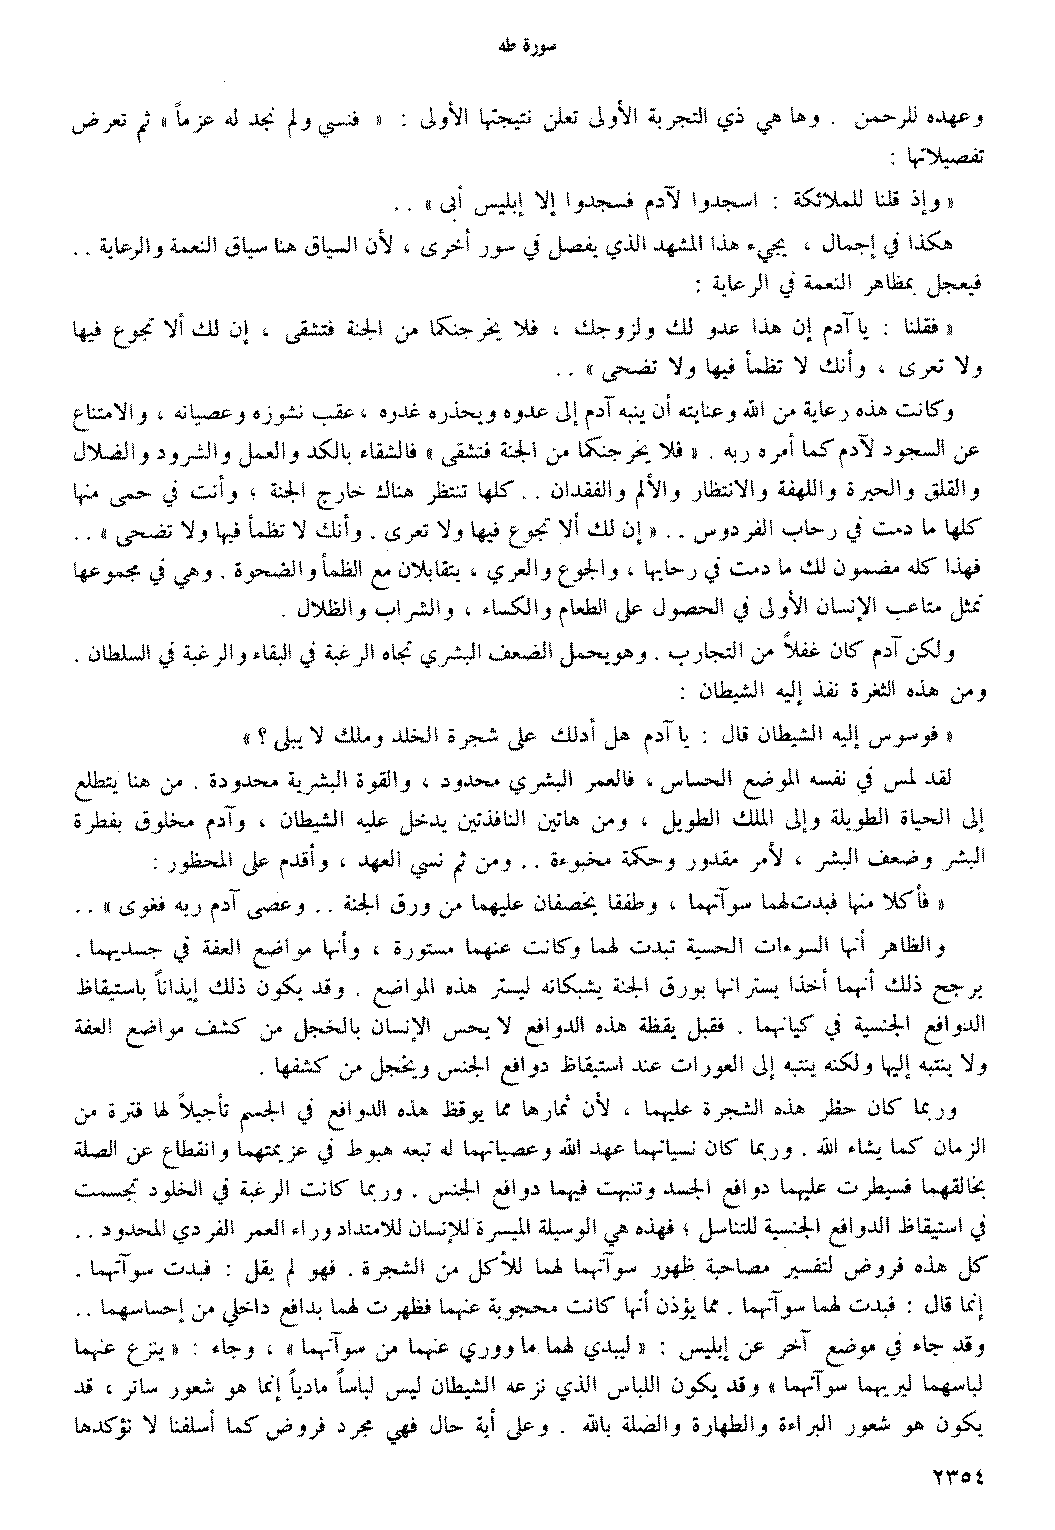 سورة طه
وعهده للرحمن . وها هي ذي التجربة الأولى تعلن نتيجتها الأولى : « فنسي ولم نجد له عزماً » ثم تعرض
تفصيلاتها :
« وإذ قلنا للملائكة : اسجدوا لآدم فسجدوا إلا إبليس أبى » ..
هكذا في إجمال ، يجيء هذا المشهد الذي يفصل في سور أخرى ، لأن السياق هنا سياق النعمة والرعاية ..
فيعجل بمظاهر النعمة في الرعاية :
« فقلنا : يا آدم إن هذا عدو لك ولزوجك ، فلا يخرجنكما من الجنة فتشقى ، إن لك ألا تجوع فيها
ولا تعرى ، وأنك لا تظمأ فيها ولا تضحى » ..
وكانت هذه رعاية من الله وعنايته أن ينبه آدم إلى عدوه ويحذره غدره ، عقب نشوزه وعصيانه ، والامتناع
عن السجود لآدم كما أمره ربه . « فلا يخرجنكما من الجنة فتشقى » فالشقاء بالكد والعمل والشرود والضلال
والقلق والحيرة واللهفة والانتظار والألم والفقدان .. كلها تنتظر هناك خارج الجنة ؛ وأنت في حمى منها
كلها ما دمت في رحاب الفردوس .. « إن لك ألا تجوع فيها ولا تعرى . وأنك لا تظمأ فيها ولا تضحى » ..
فهذا كله مضمون لك ما دمت في رحابها ، والجوع والعري ، يتقابلان مع الظمأ والضحوة . وهي في مجموعها
تمثل متاعب الإنسان الأولى في الحصول على الطعام والكساء ، والشراب والظلال .
ولكن آدم كان غفلاً من التجارب . وهو يحمل الضعف البشري تجاه الرغبة في البقاء والرغبة في السلطان .
ومن هذه الثغرة نفذ إليه الشيطان :
« فوسوس إليه الشيطان قال : يا آدم هل أدلك على شجرة الخلد وملك لا يبلى ؟ »
لقد لمس في نفسه الموضع الحساس ، فالعمر البشري محدود ، والقوة البشرية محدودة . من هنا يتطلع
إلى الحياة الطويلة وإلى الملك الطويل ، ومن هاتين النافذتين يدخل عليه الشيطان ، وآدم مخلوق بفطرة
البشر وضعف البشر ، لأمر مقدور وحكمة مخبوءة .. ومن ثم نسي العهد ، وأقدم على المحظور :
« فأكلا منها فبدت لهما سوآتهما ، وطفقا يخصفان عليهما من ورق الجنة .. وعصى آدم ربه فغوى » ..
والظاهر أنها السوءات الحسية تبدت لهما وكانت عنهما مستورة ، وأنها مواضع العفة في جسديهما .
يرجح ذلك أنهما أخذا يسترانها بورق الجنة يشبكانه ليستر هذه المواضع . وقد يكون ذلك إيذاناً باستيقاظ
الدوافع الجنسية في كيانهما . فقبل يقظة هذه الدوافع لا يحس الإنسان بالخجل من كشف مواضع العفة
ولا ينتبه إليها ولكنه ينتبه إلى العورات عند استيقاظ دوافع الجنس ويخجل من كشفها .
وربما كان حظر هذه الشجرة عليهما ، لأن ثمارها مما يوقظ هذه الدوافع في الجسم تأجيلاً لها فترة من
الزمان كما يشاء الله . وربما كان نسيانهما عهد الله وعصيانهما له تبعه هبوط في عزيمتهما وانقطاع عن الصلة
بخالقهما فسيطرت عليهما دوافع الجسد وتنبهت فيهما دوافع الجنس . وربما كانت الرغبة في الخلود تجسمت
في استيقاظ الدوافع الجنسية للتناسل ؛ فهذه هي الوسيلة الميسرة للإنسان للامتداد وراء العمر الفردي المحدود ..
كل هذه فروض لتفسير مصاحبة ظهور سوآتهما لهما للأكل من الشجرة . فهو لم يقل : فبدت سوآتهما .
إنما قال : فبدت لهما سوآتهما . مما يؤذن أنها كانت محجوبة عنهما فظهرت لهما بدافع داخلي من إحساسهما ..
وقد جاء في موضع آخر عن إبليس : « ليبدي لهما ما ووري عنهما من سوآتهما » ، وجاء : « ينزع عنهما
لباسهما ليريهما سوآتهما » وقد يكون اللباس الذي نزعه الشيطان ليس لباساً مادياً إنما هو شعور ساتر ، قد
يكون هو شعور البراءة والطهارة والصلة بالله . وعلى أية حال فهي مجرد فروض كما أسلفنا لا نؤكدها
٢٣٥٤